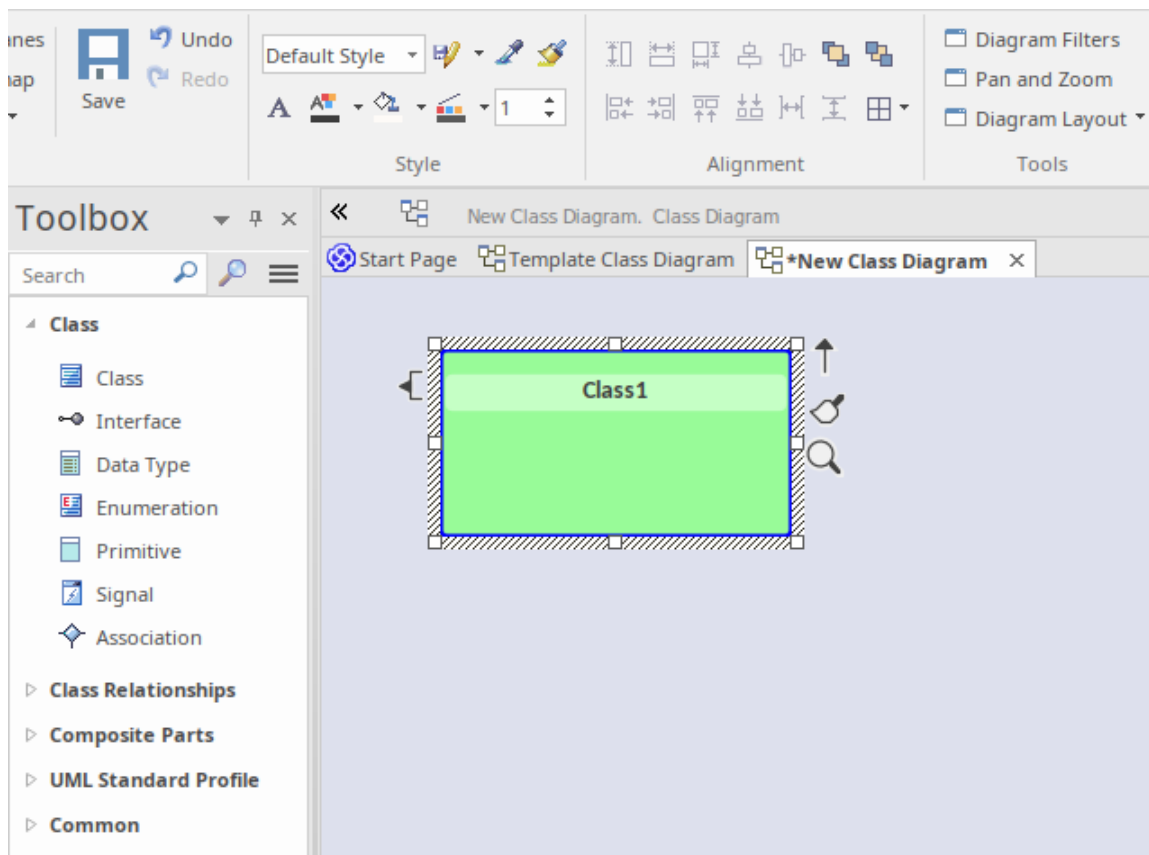 Undo
Redo
Save
Default Style
1
Style
Alignment
Diagram Filters
Pan and Zoom
Diagram Layout
Tools
Toolbox
Search
Class
Class
Interface
Data Type
Enumeration
Primitive
Signal
Association
Class Relationships
Composite Parts
UML Standard Profile
Common
New Class Diagram. Class Diagram
Start Page
Template Class Diagram
*New Class Diagram
Class1